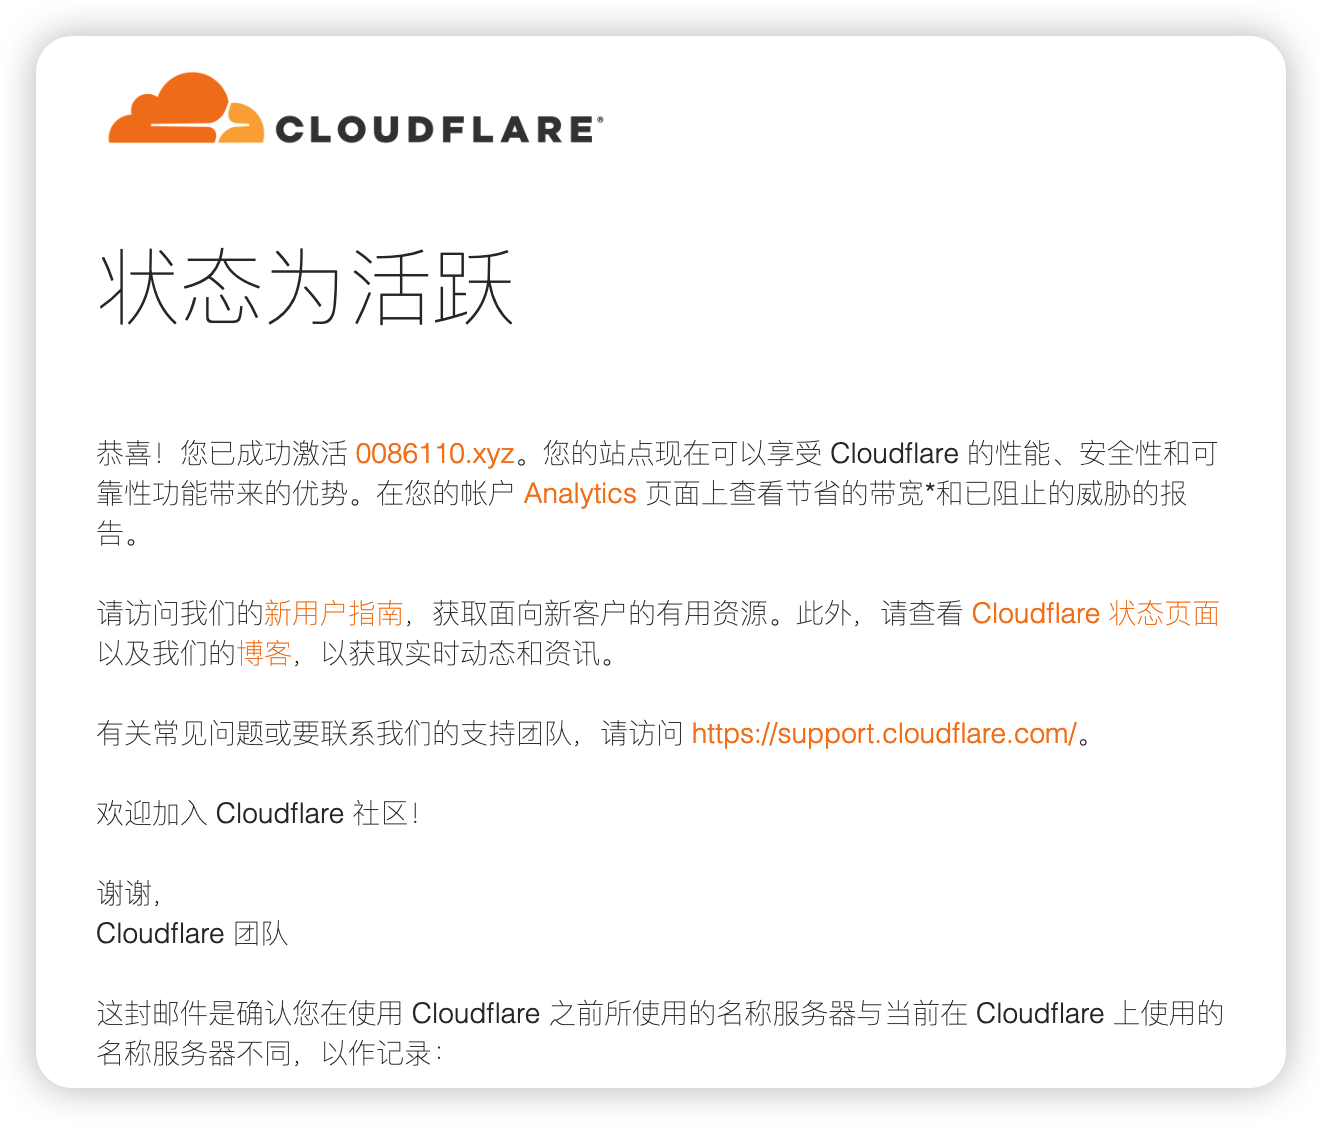 CLOUDFLARE®
状态为活跃
恭喜！您已成功激活 0086110.xyz。您的站点现在可以享受 Cloudflare 的性能、安全性和可
靠性功能带来的优势。在您的帐户 Analytics 页面上查看节省的带宽*和已阻止的威胁的报
告。
请访问我们的新用户指南，获取面向新客户的有用资源。此外，请查看 Cloudflare 状态页面
以及我们的博客，以获取实时动态和资讯。
有关常见问题或要联系我们的支持团队，请访问 https://support.cloudflare.com/。
欢迎加入 Cloudflare 社区！
谢谢，
Cloudflare 团队
这封邮件是确认您在使用 Cloudflare 之前所使用的名称服务器与当前在 Cloudflare 上使用的
名称服务器不同，以作记录：